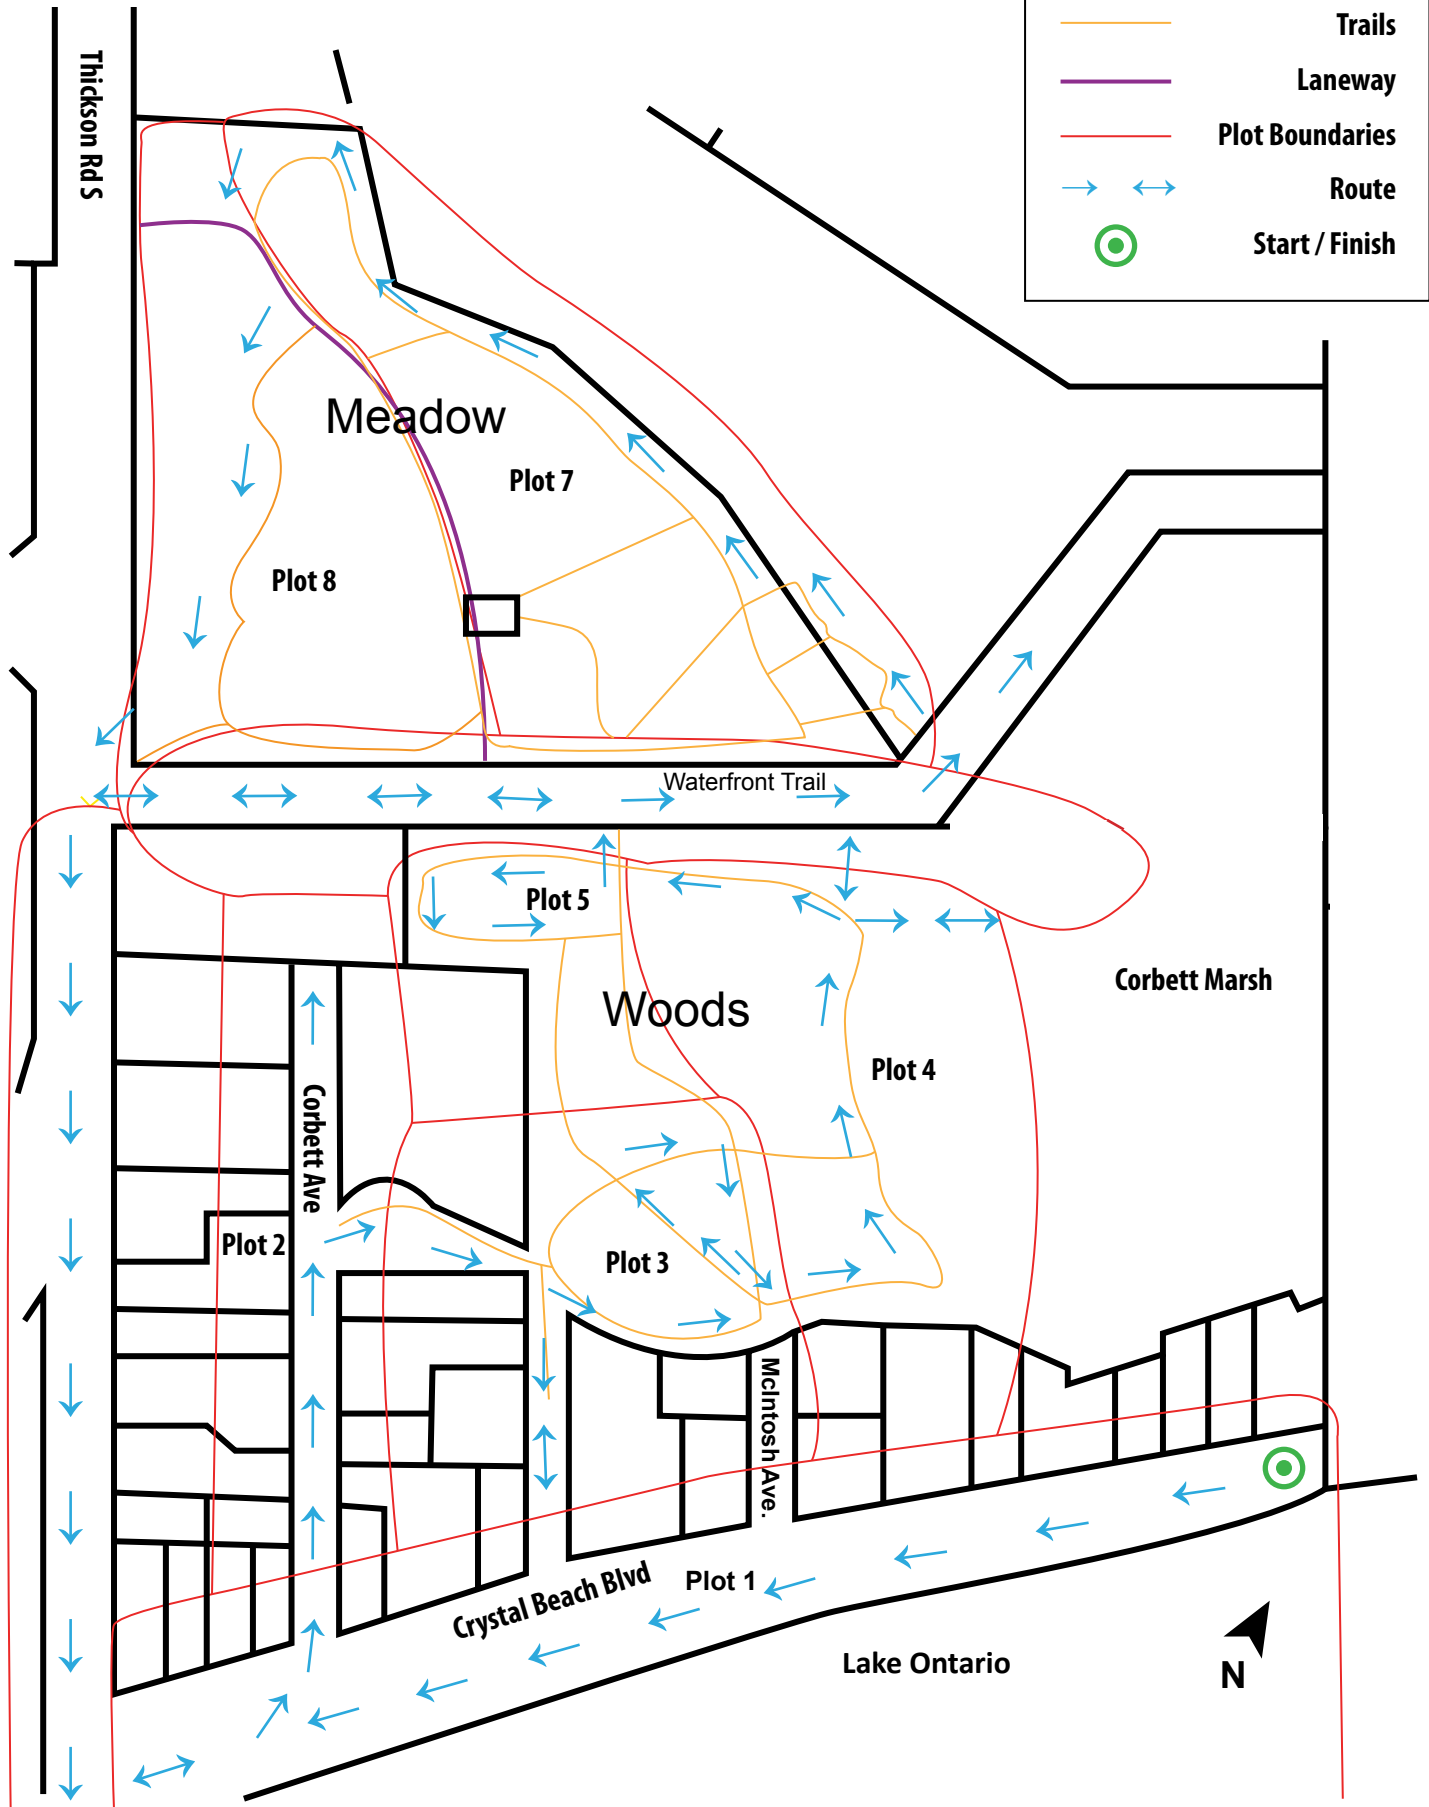 Trails
Laneway
Plot Boundaries
Route
Start / Finish
Thickson Rd S
Meadow
Plot 7
Plot 8
Waterfront Trail
Plot 5
Woods
Corbett Marsh
Plot 4
Corbett Ave
Plot 2
Plot 3
McIntosh Ave.
Crystal Beach Blvd
Plot 1
Lake Ontario
N